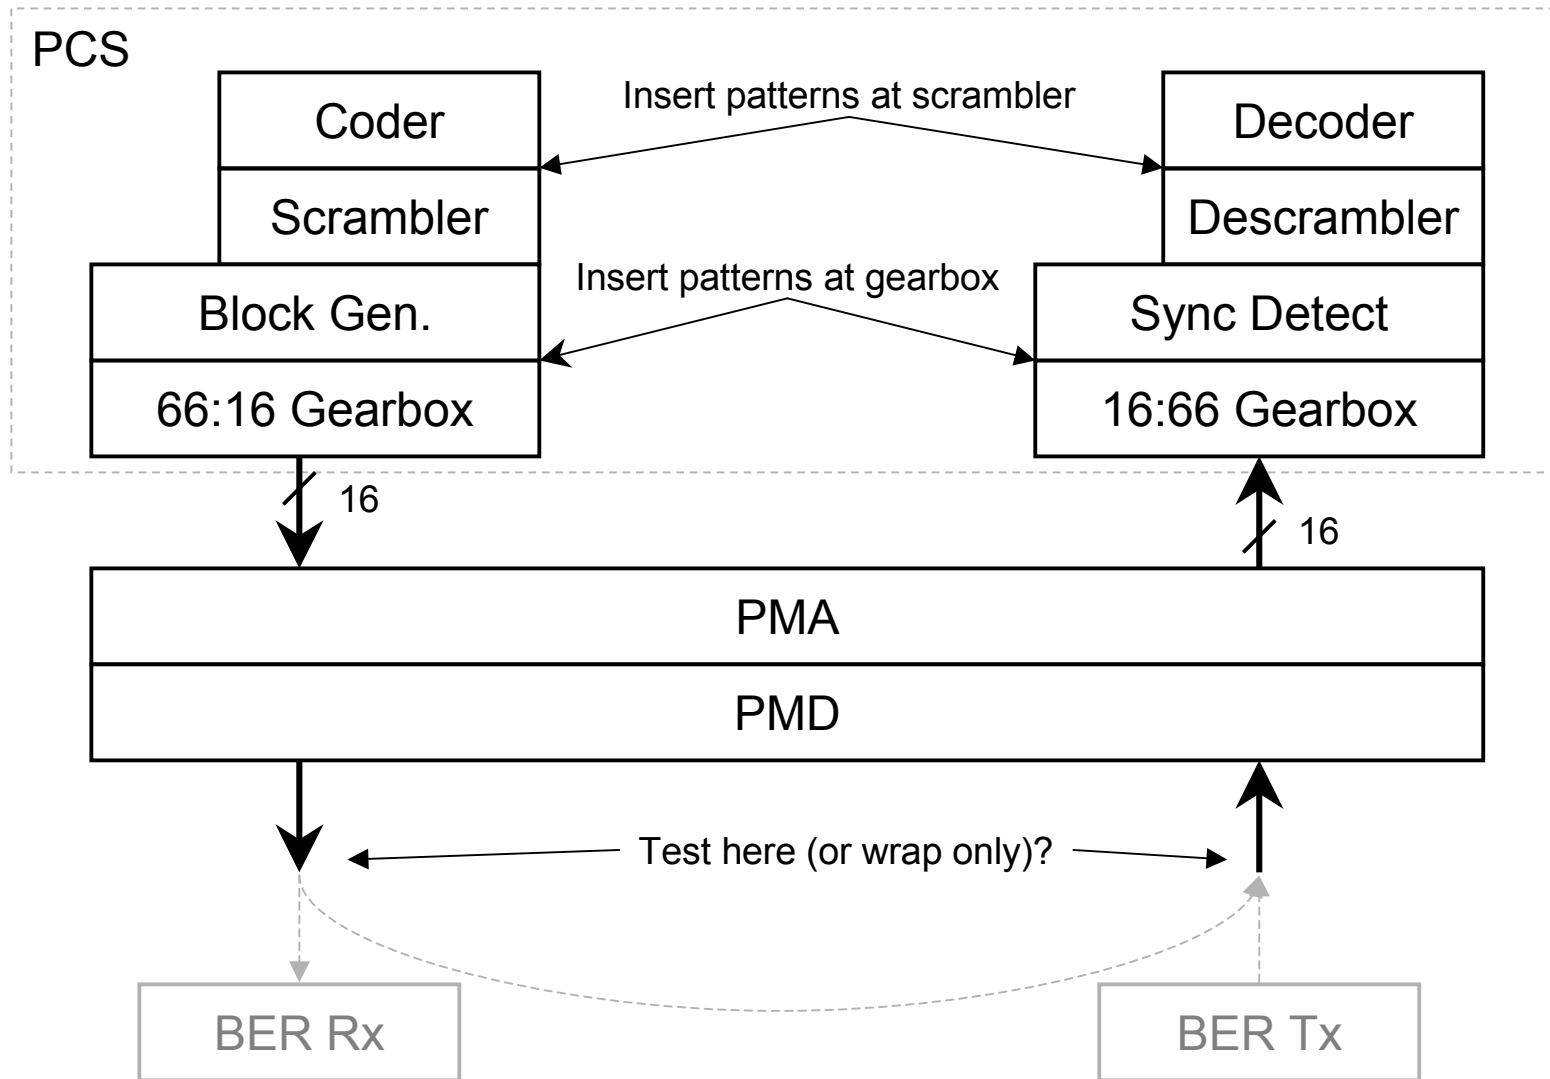 PCS
Coder
Insert patterns at scrambler
Decoder
Scrambler
Descrambler
Insert patterns at gearbox
Block Gen.
Sync Detect
66:16 Gearbox
16:66 Gearbox
16
16
PMA
PMD
Test here (or wrap only)?
BER Rx
BER Tx